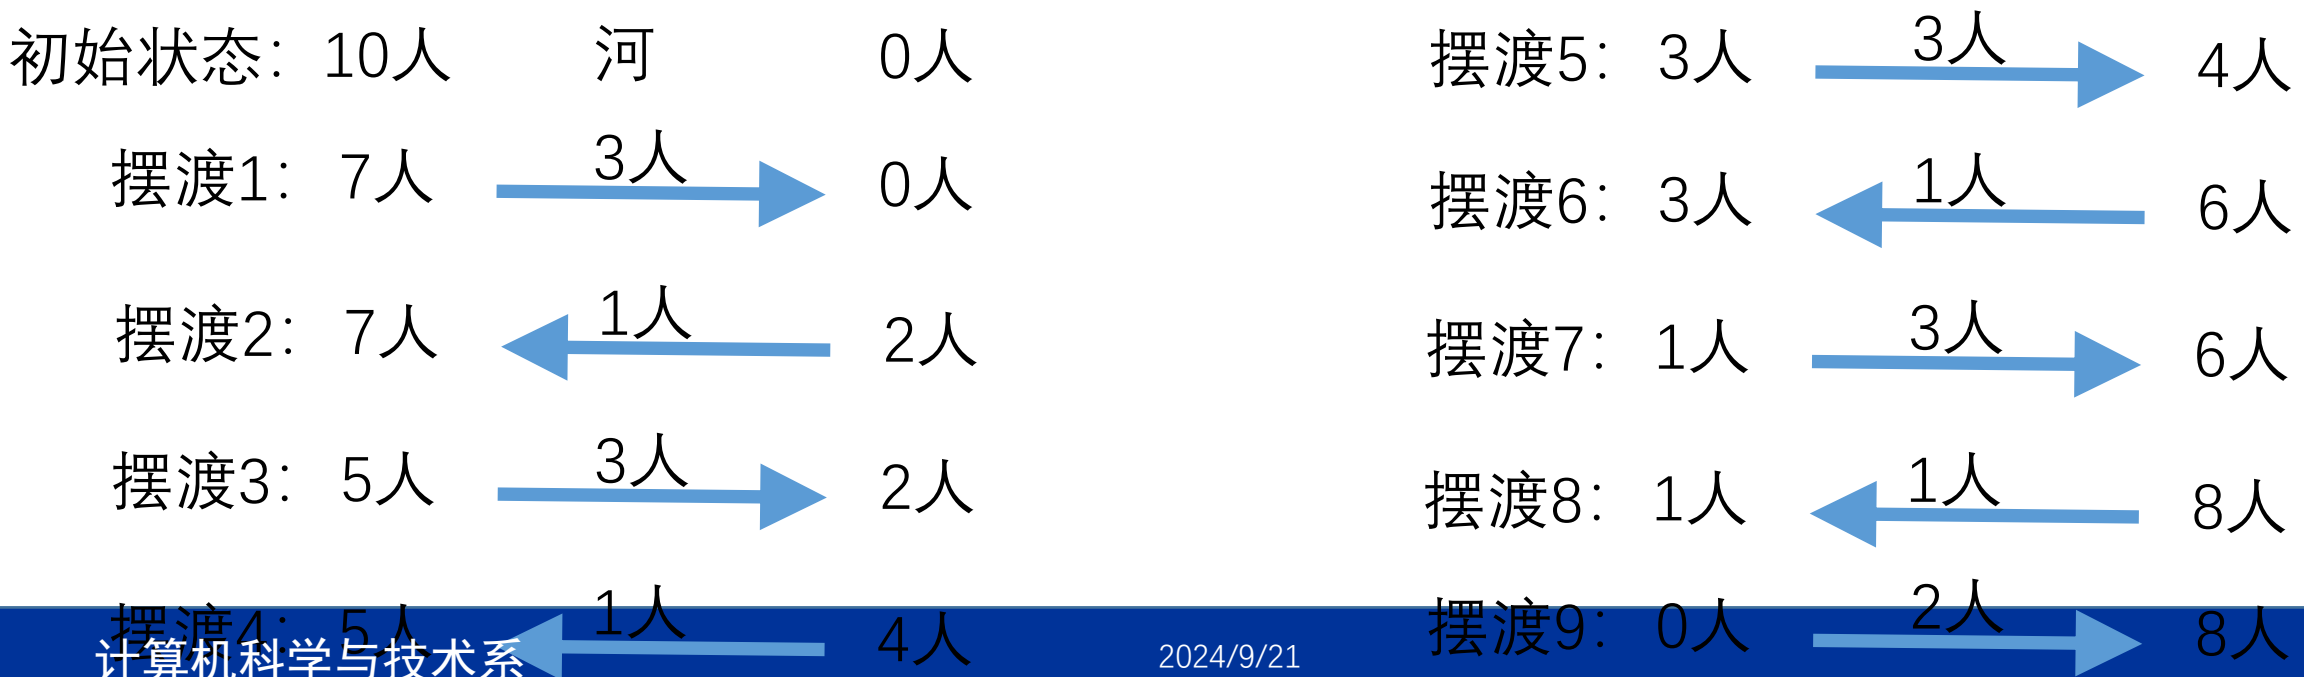 初始状态： 10人 河 0人
摆渡1： 7人 3人 0人
摆渡2： 7人 1人 2人
摆渡3： 5人 3人 2人
摆渡4： 5人 1人 4人
摆渡5： 3人 3人 4人
摆渡6： 3人 1人 6人
摆渡7： 1人 3人 6人
摆渡8： 1人 1人 8人
摆渡9： 0人 2人 8人
计算机科学与技术系
2024/9/21